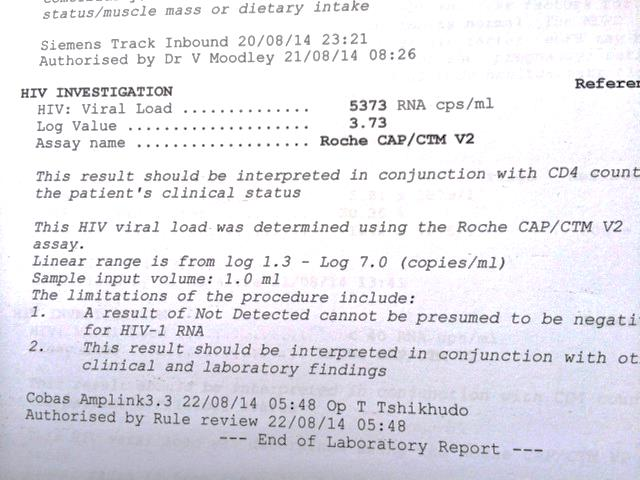 status/muscle mass or dietary intake
Siemens Track Inbound 20/08/14 23:21
Authorised by Dr V Moodley 21/08/14 08:26
HIV INVESTIGATION Referen
HIV: Viral Load .............. 5373 RNA cps/ml
Log Value .................... 3.73
Assay name ................... Roche CAP/CTM V2
This result should be interpreted in conjunction with CD4 count
the patient's clinical status
This HIV viral load was determined using the Roche CAP/CTM V2
assay.
Linear range is from log 1.3 - Log 7.0 (copies/ml)
Sample input volume: 1.0 ml
The limitations of the procedure include:
1. A result of Not Detected cannot be presumed to be negati
for HIV-1 RNA
2. This result should be interpreted in conjunction with ot
clinical and laboratory findings
Cobas Amplink3.3 22/08/14 05:48 Op T Tshikhudo
Authorised by Rule review 22/08/14 05:48
--- End of Laboratory Report ---